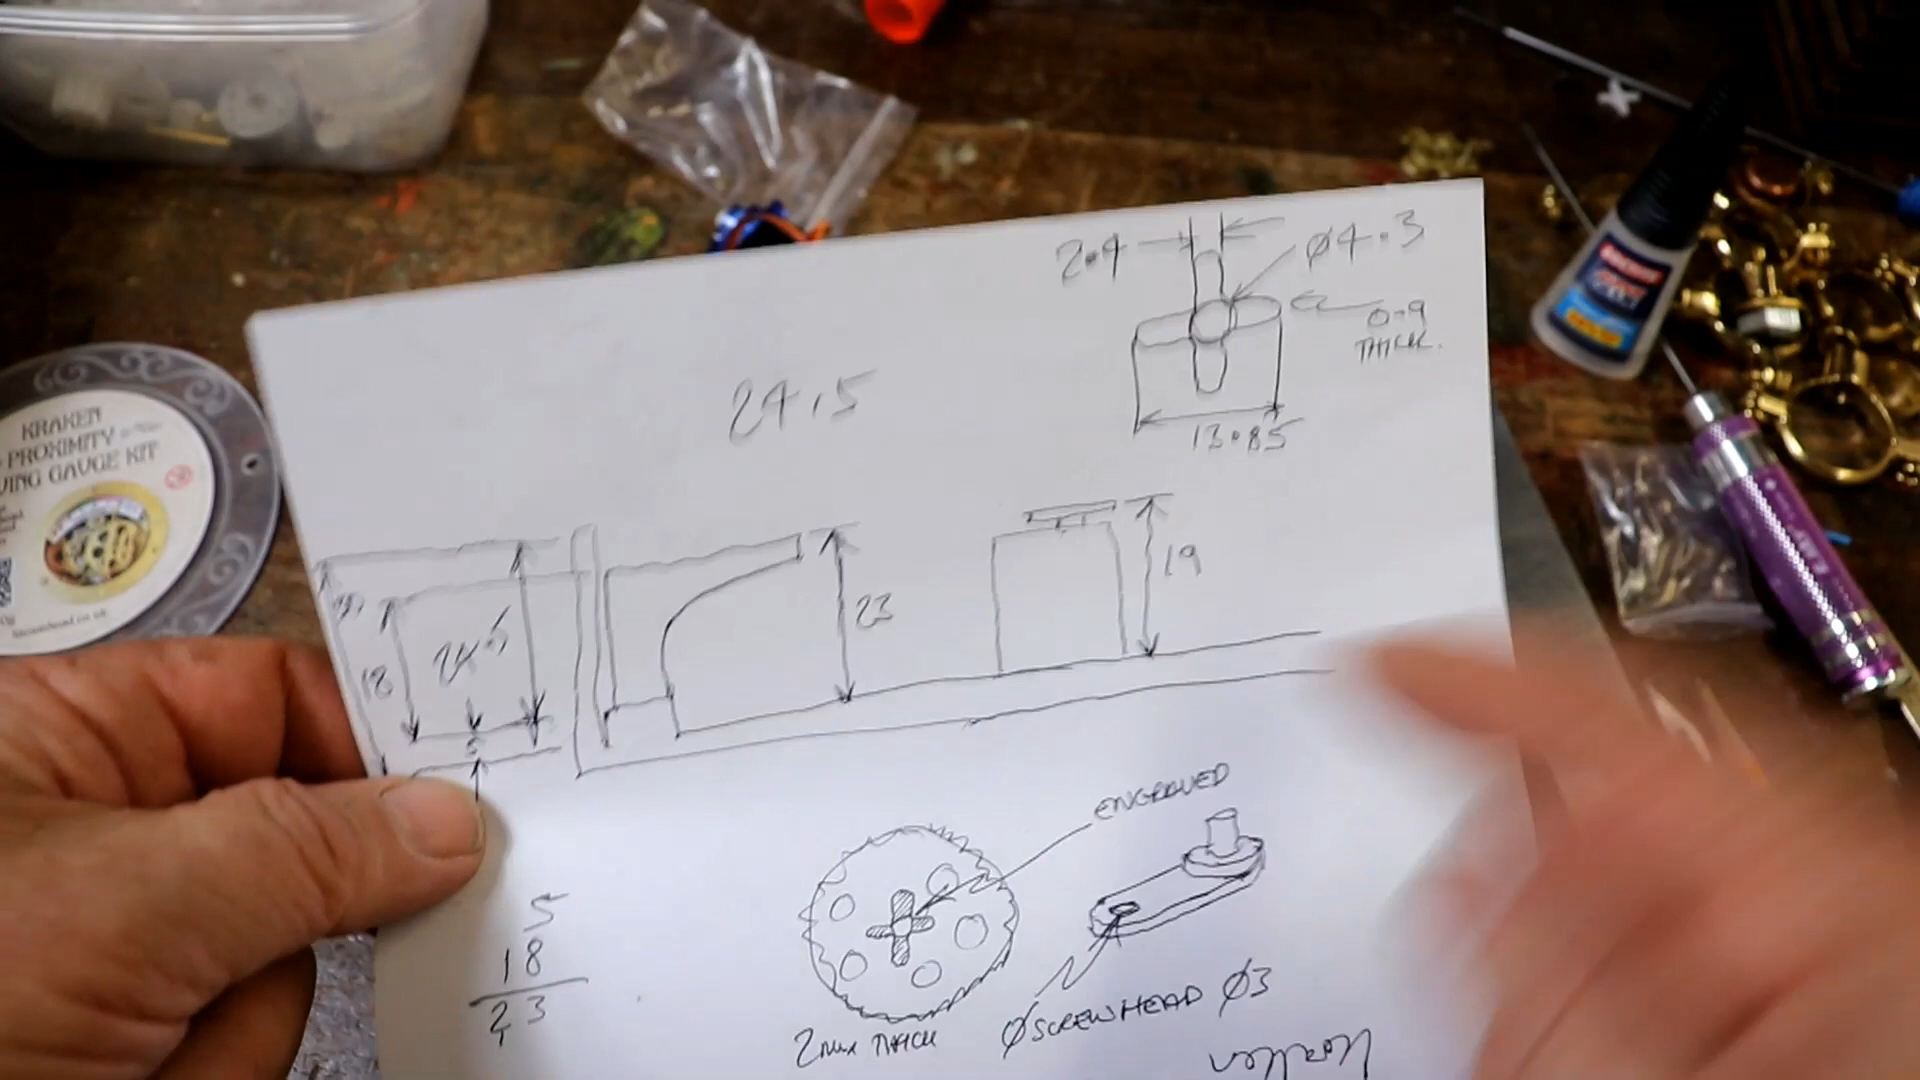 2.4
Ø4.3
0.9
THICK.
13.85
24.5
KRAKEN
PROXIMITY
GAUGE KIT
19
23
24.5
18
5
ENGRAVED
5
18
23
2mm THICK
ØSCREWHEAD Ø3